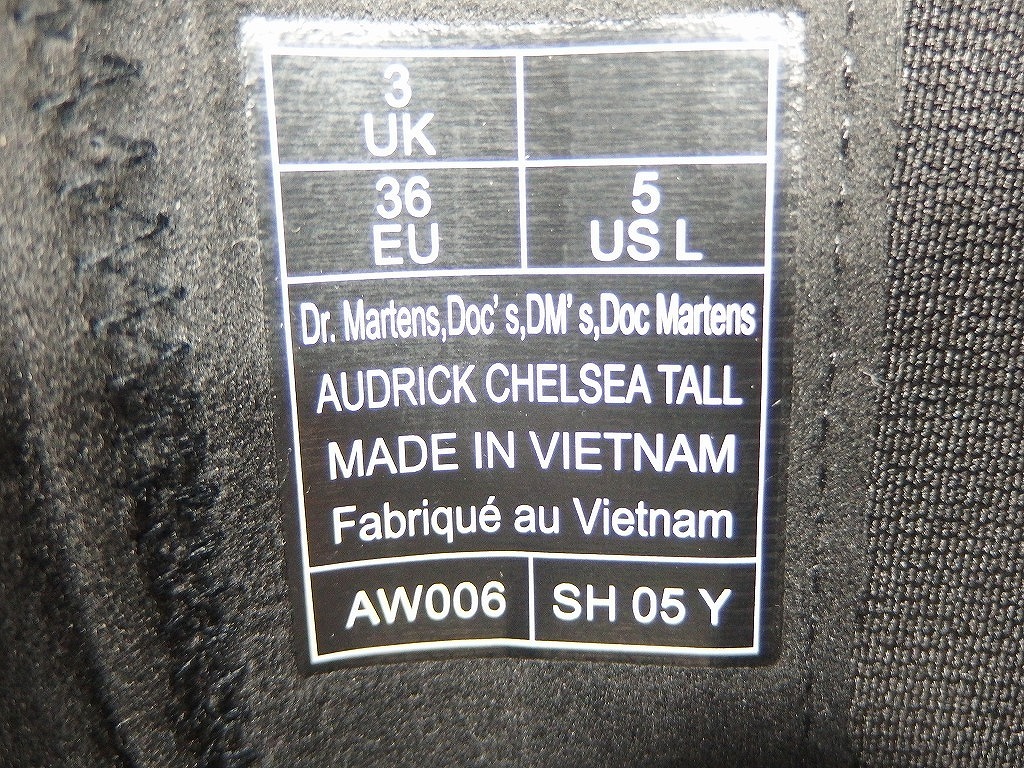 3
UK
36
EU
5
US L
Dr. Martens,Doc's,DM's,Doc Martens
AUDRICK CHELSEA TALL
MADE IN VIETNAM
Fabriqué au Vietnam
AW006
SH 05 Y